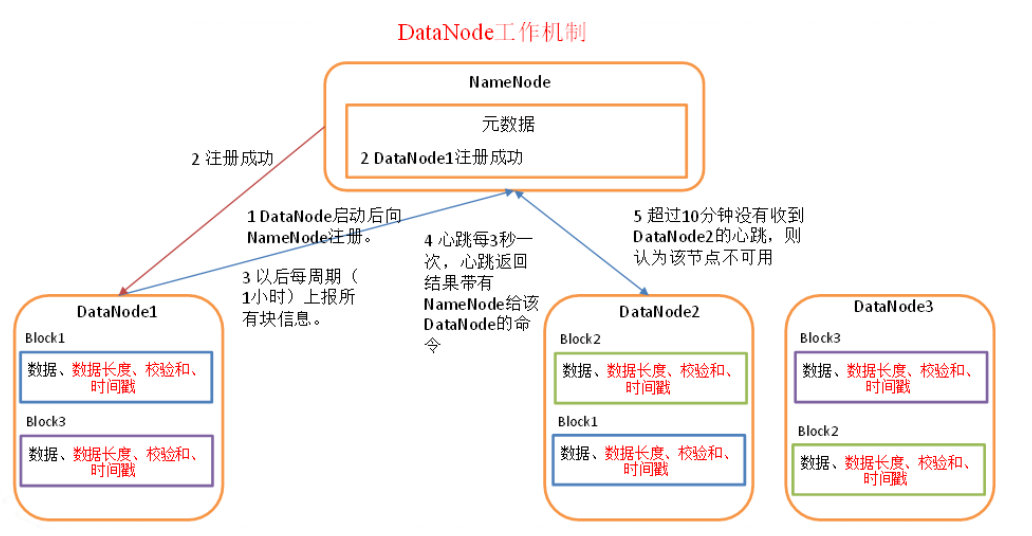 DataNode工作机制
NameNode
元数据
2 DataNode1注册成功
2 注册成功
1 DataNode启动后向
NameNode注册。
3 以后每周期（
1小时）上报所
有块信息。
4 心跳每3秒一
次，心跳返回
结果带有
NameNode给该
DataNode的命
令
5 超过10分钟没有收到
DataNode2的心跳，则
认为该节点不可用
DataNode1
Block1
数据、数据长度、校验和、
时间戳
Block3
数据、数据长度、校验和、
时间戳
DataNode2
Block2
数据、数据长度、校验和、
时间戳
Block1
数据、数据长度、校验和、
时间戳
DataNode3
Block3
数据、数据长度、校验和、
时间戳
Block2
数据、数据长度、校验和、
时间戳